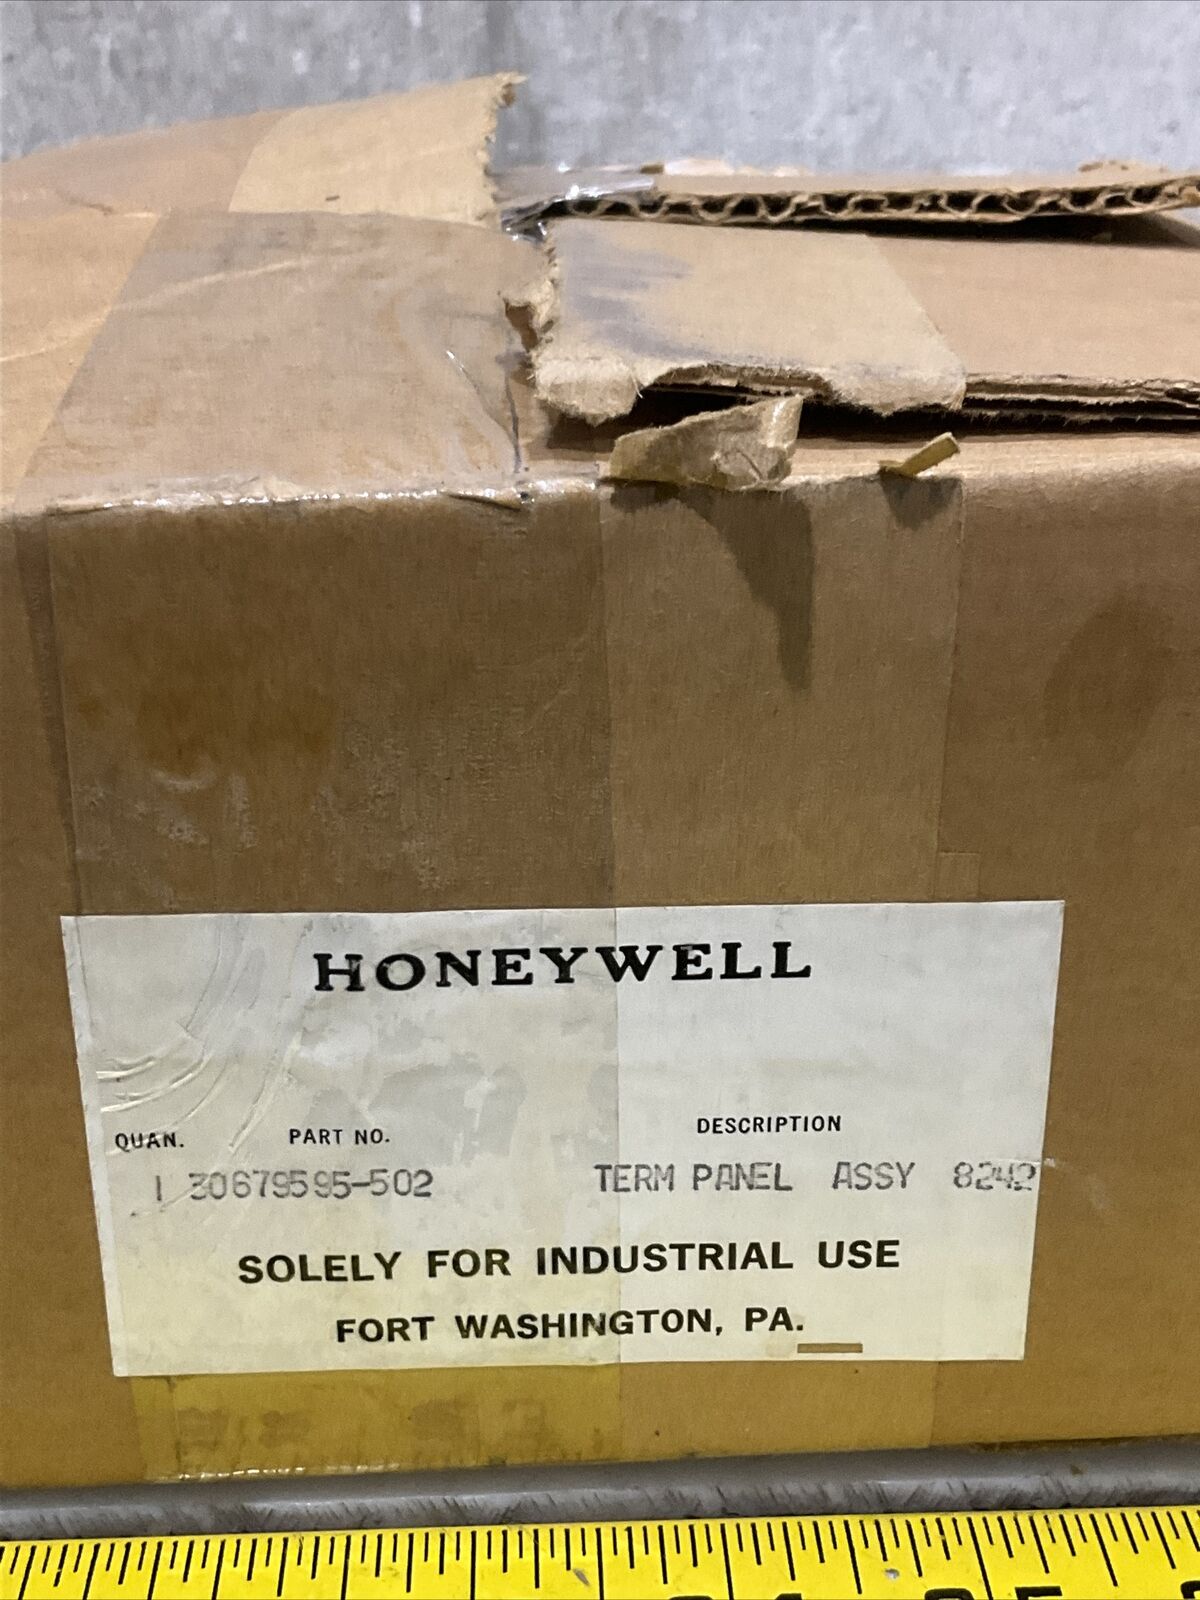 HONEYWELL
QUAN. PART NO. DESCRIPTION
1 30679595-502 TERM PANEL ASSY 8242
SOLELY FOR INDUSTRIAL USE
FORT WASHINGTON, PA.